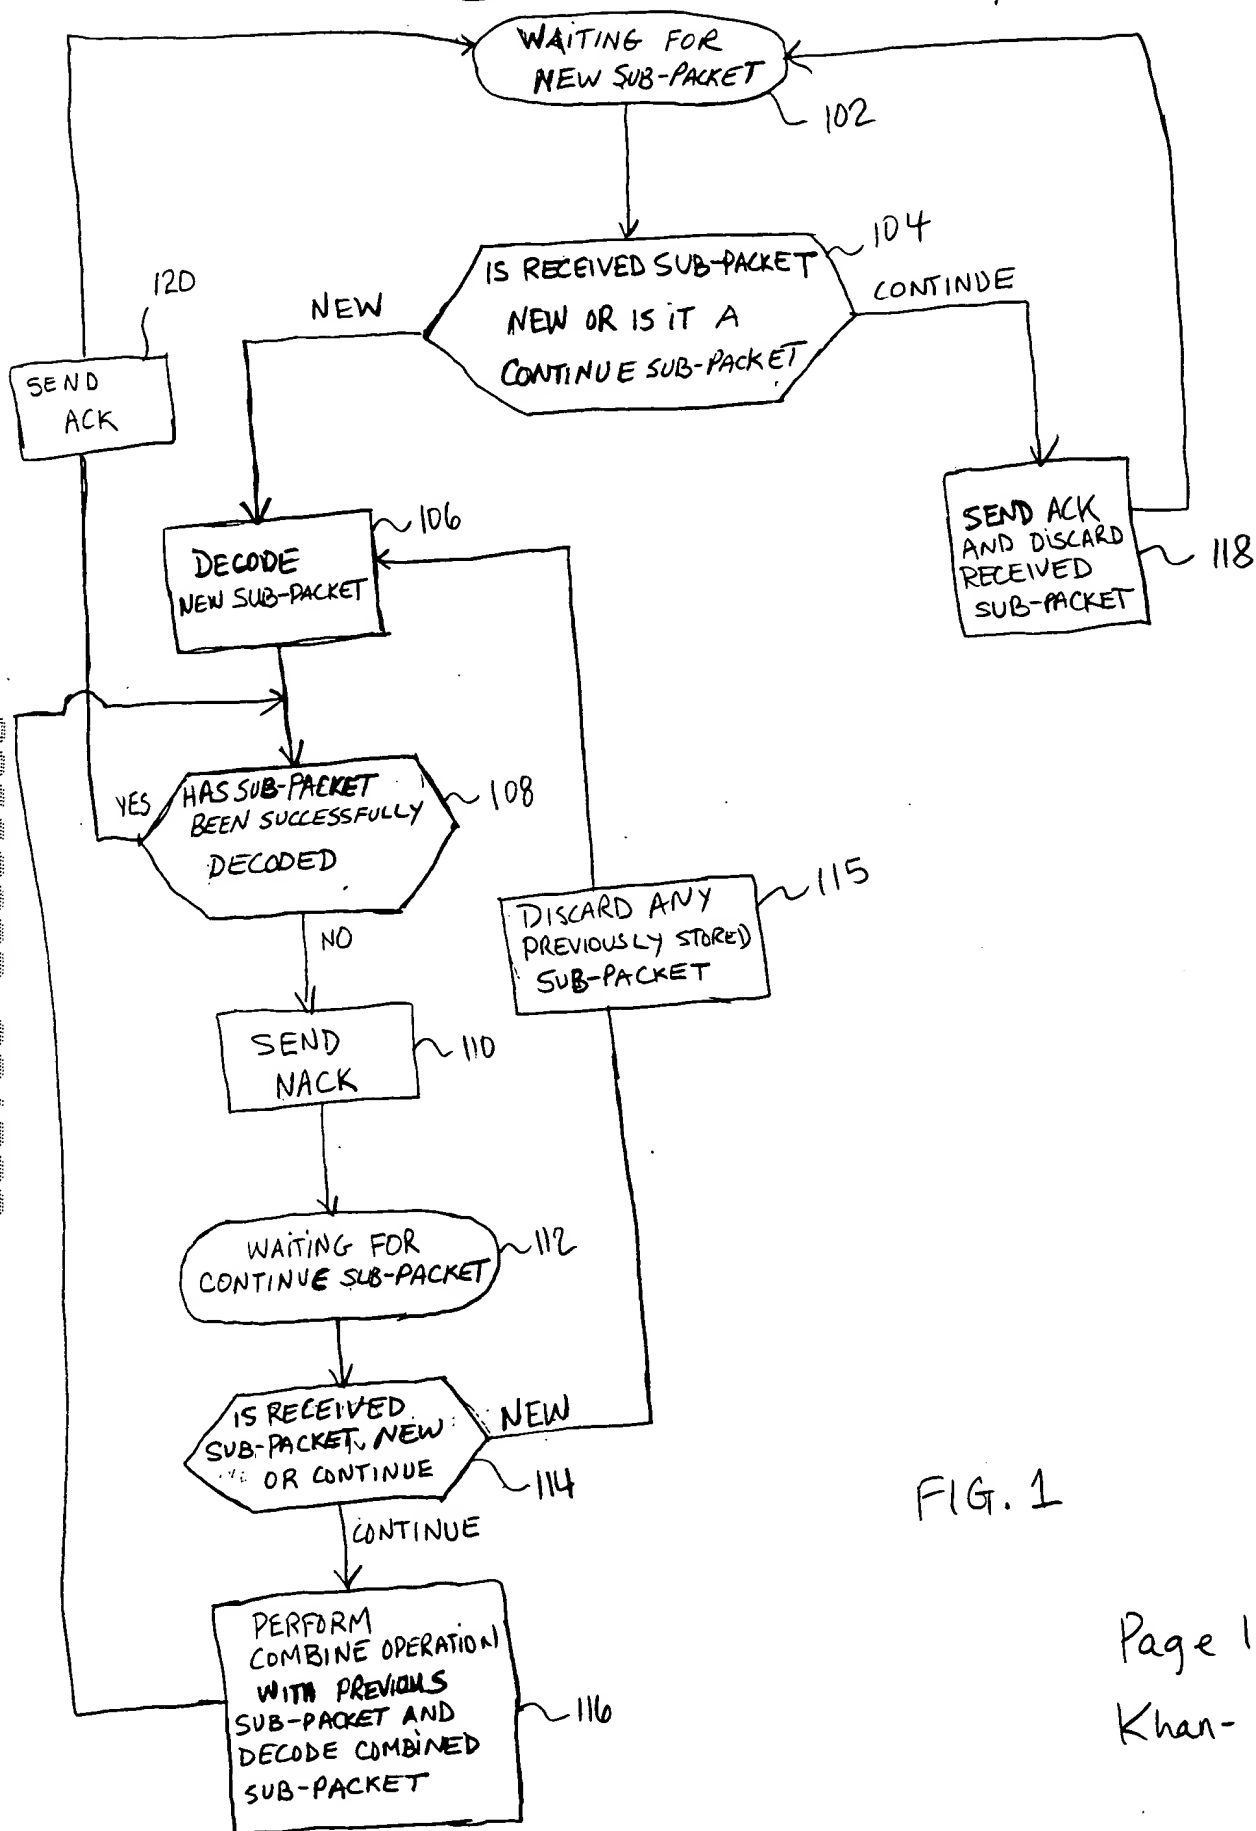 WAITING FOR
NEW SUB-PACKET
102
IS RECEIVED SUB-PACKET
NEW OR IS IT A
CONTINUE SUB-PACKET
104
NEW
CONTINUE
120
SEND
ACK
DECODE
NEW SUB-PACKET
106
SEND ACK
AND DISCARD
RECEIVED
SUB-PACKET
118
HAS SUB-PACKET
BEEN SUCCESSFULLY
DECODED
108
YES
NO
DISCARD ANY
PREVIOUSLY STORED
SUB-PACKET
115
SEND
NACK
110
WAITING FOR
CONTINUE SUB-PACKET
112
IS RECEIVED
SUB-PACKET NEW
OR CONTINUE
114
NEW
CONTINUE
PERFORM
COMBINE OPERATION
WITH PREVIOUS
SUB-PACKET AND
DECODE COMBINED
SUB-PACKET
116
FIG. 1
Page 1
Khan-